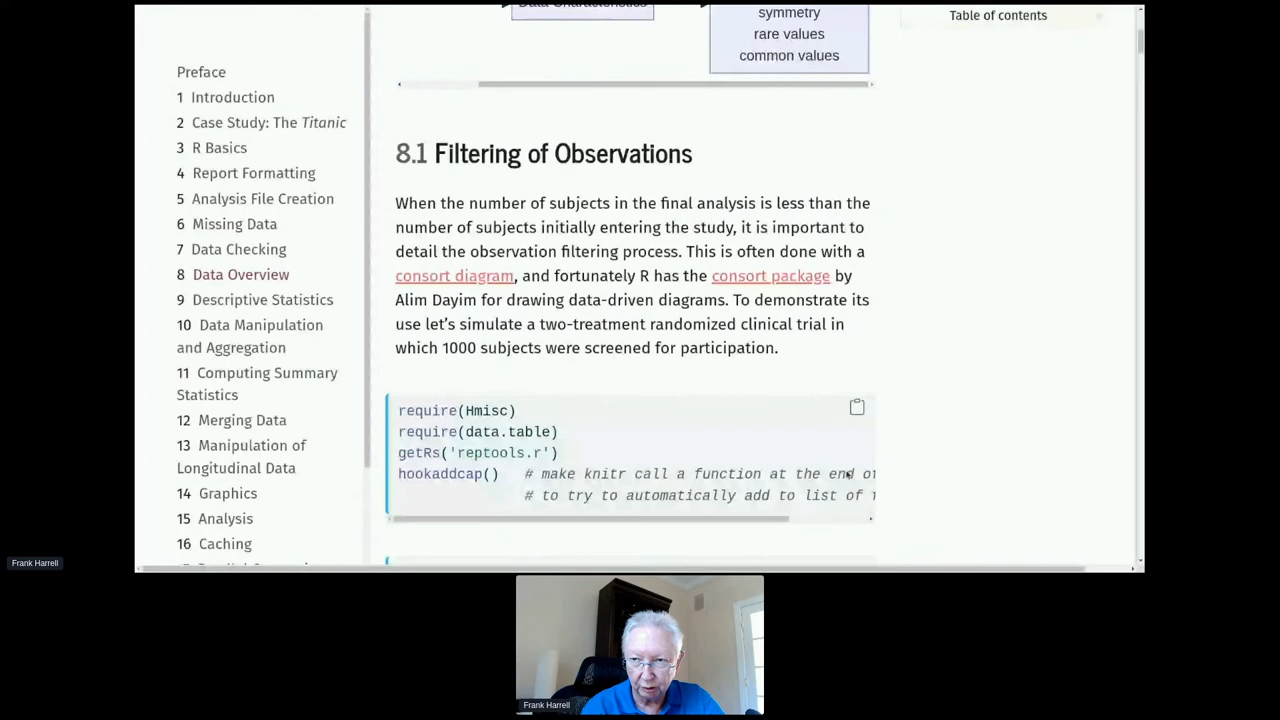 Data Characteristics
symmetry
rare values
common values
Table of contents
Preface
1 Introduction
2 Case Study: The Titanic
3 R Basics
4 Report Formatting
5 Analysis File Creation
6 Missing Data
7 Data Checking
8 Data Overview
9 Descriptive Statistics
10 Data Manipulation
and Aggregation
11 Computing Summary
Statistics
12 Merging Data
13 Manipulation of
Longitudinal Data
14 Graphics
15 Analysis
16 Caching
8.1 Filtering of Observations
When the number of subjects in the final analysis is less than the
number of subjects initially entering the study, it is important to
detail the observation filtering process. This is often done with a
consort diagram, and fortunately R has the consort package by
Alim Dayim for drawing data-driven diagrams. To demonstrate its
use let’s simulate a two-treatment randomized clinical trial in
which 1000 subjects were screened for participation.
require(Hmisc)
require(data.table)
getRs('reptools.r')
hookaddcap() # make knitr call a function at the end of
# to try to automatically add to list of
Frank Harrell
Frank Harrell